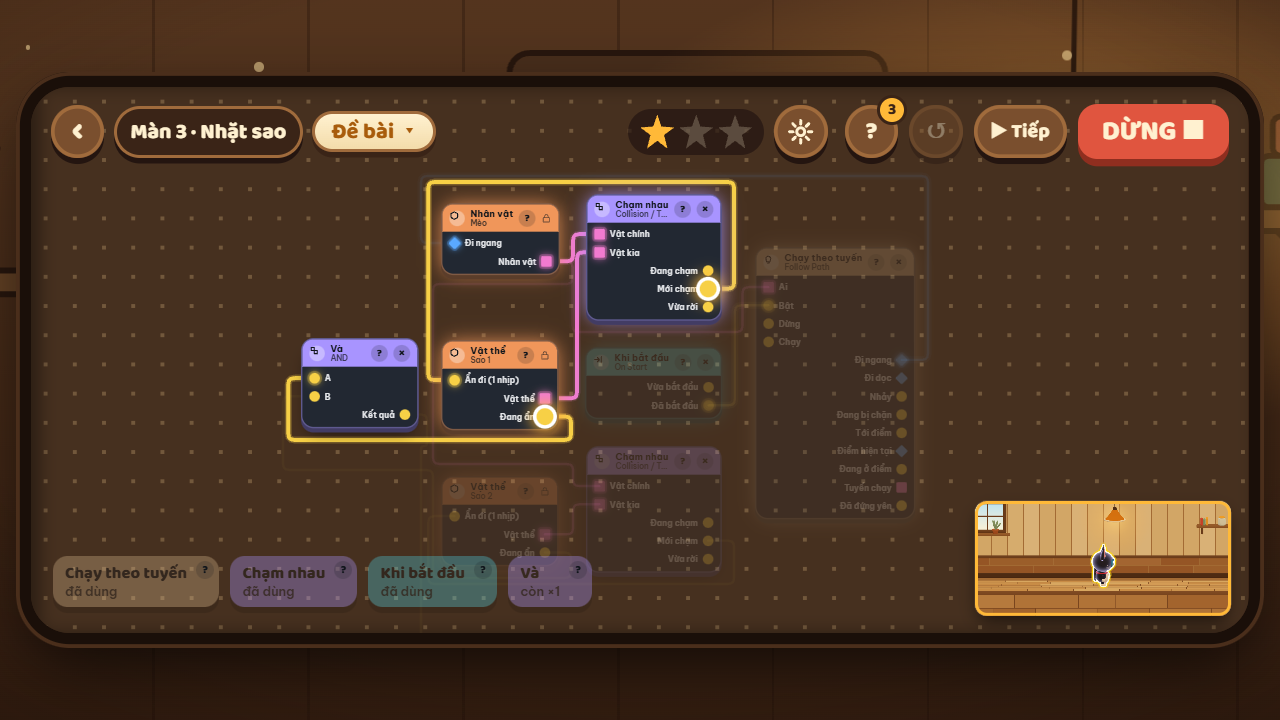 Màn 3 · Nhặt sao
Đề bài
3
?
Tiếp
DỪNG
Nhân vật
Mèo
?
Đi ngang
Nhân vật
Chạm nhau
Collision / T...
?
×
Vật chính
Vật kia
Đang chạm
Mới chạm
Vừa rời
Chạy theo tuyến
Follow Path
?
×
Ai
Bật
Dừng
Chạy
Đi ngang
Đi dọc
Nhảy
Đang bị chặn
Tới điểm
Điểm hiện tại
Đang ở điểm
Tuyến chạy
Đã đứng yên
Và
AND
?
×
A
B
Kết quả
Vật thể
Sao 1
?
Ẩn đi (1 nhịp)
Vật thể
Đang ẩn
Khi bắt đầu
On Start
?
×
Vừa bắt đầu
Đã bắt đầu
Vật thể
Sao 2
?
Ẩn đi (1 nhịp)
Vật thể
Đang ẩn
Chạm nhau
Collision / T...
?
×
Vật chính
Vật kia
Đang chạm
Mới chạm
Vừa rời
Chạy theo tuyến
?
đã dùng
Chạm nhau
?
đã dùng
Khi bắt đầu
?
đã dùng
Và
?
còn ×1